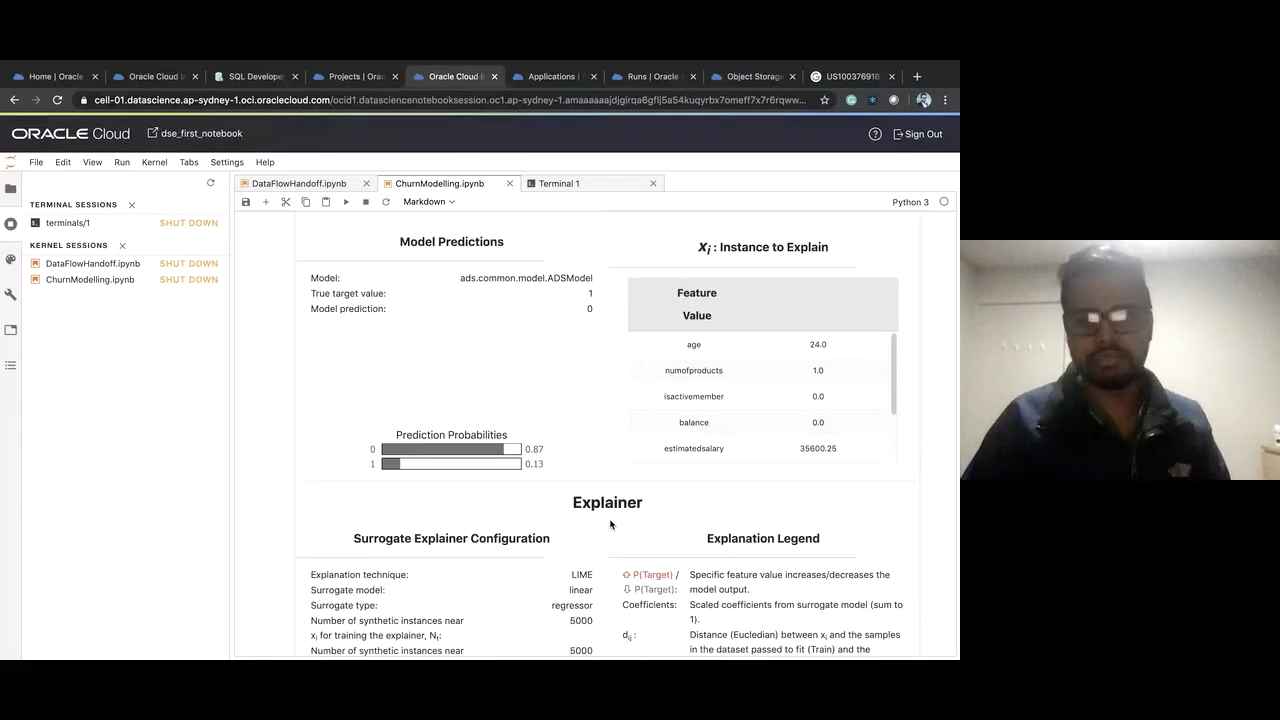 Home | Oracle
Oracle Cloud I
SQL Develope
Projects | Orac
Oracle Cloud I
Applications |
Runs | Oracle
Object Storag
US10037691B
cell-01.datascience.ap-sydney-1.oci.oraclecloud.com/ocid1.datasciencenotebooksession.oc1.ap-sydney-1.amaaaaaajdjgirqa6gflj5a54kuqyrbx7omeff7x7r6rqww...
ORACLE Cloud
dse_first_notebook
Sign Out
File Edit View Run Kernel Tabs Settings Help
DataFlowHandoff.ipynb
ChurnModelling.ipynb
Terminal 1
Markdown
Python 3
TERMINAL SESSIONS
terminals/1 SHUT DOWN
KERNEL SESSIONS
DataFlowHandoff.ipynb SHUT DOWN
ChurnModelling.ipynb SHUT DOWN
Model Predictions
Model: ads.common.model.ADSModel
True target value: 1
Model prediction: 0
Prediction Probabilities
0 0.87
1 0.13
xi : Instance to Explain
Feature
Value
age 24.0
numofproducts 1.0
isactivemember 0.0
balance 0.0
estimatedsalary 35600.25
Explainer
Surrogate Explainer Configuration
Explanation technique: LIME
Surrogate model: linear
Surrogate type: regressor
Number of synthetic instances near 5000
xi for training the explainer, Nt:
Number of synthetic instances near 5000
Explanation Legend
⇧ P(Target) / Specific feature value increases/decreases the
⇩ P(Target): model output.
Coefficients: Scaled coefficients from surrogate model (sum to
1).
dij : Distance (Eucledian) between xi and the samples
in the dataset passed to fit (Train) and the